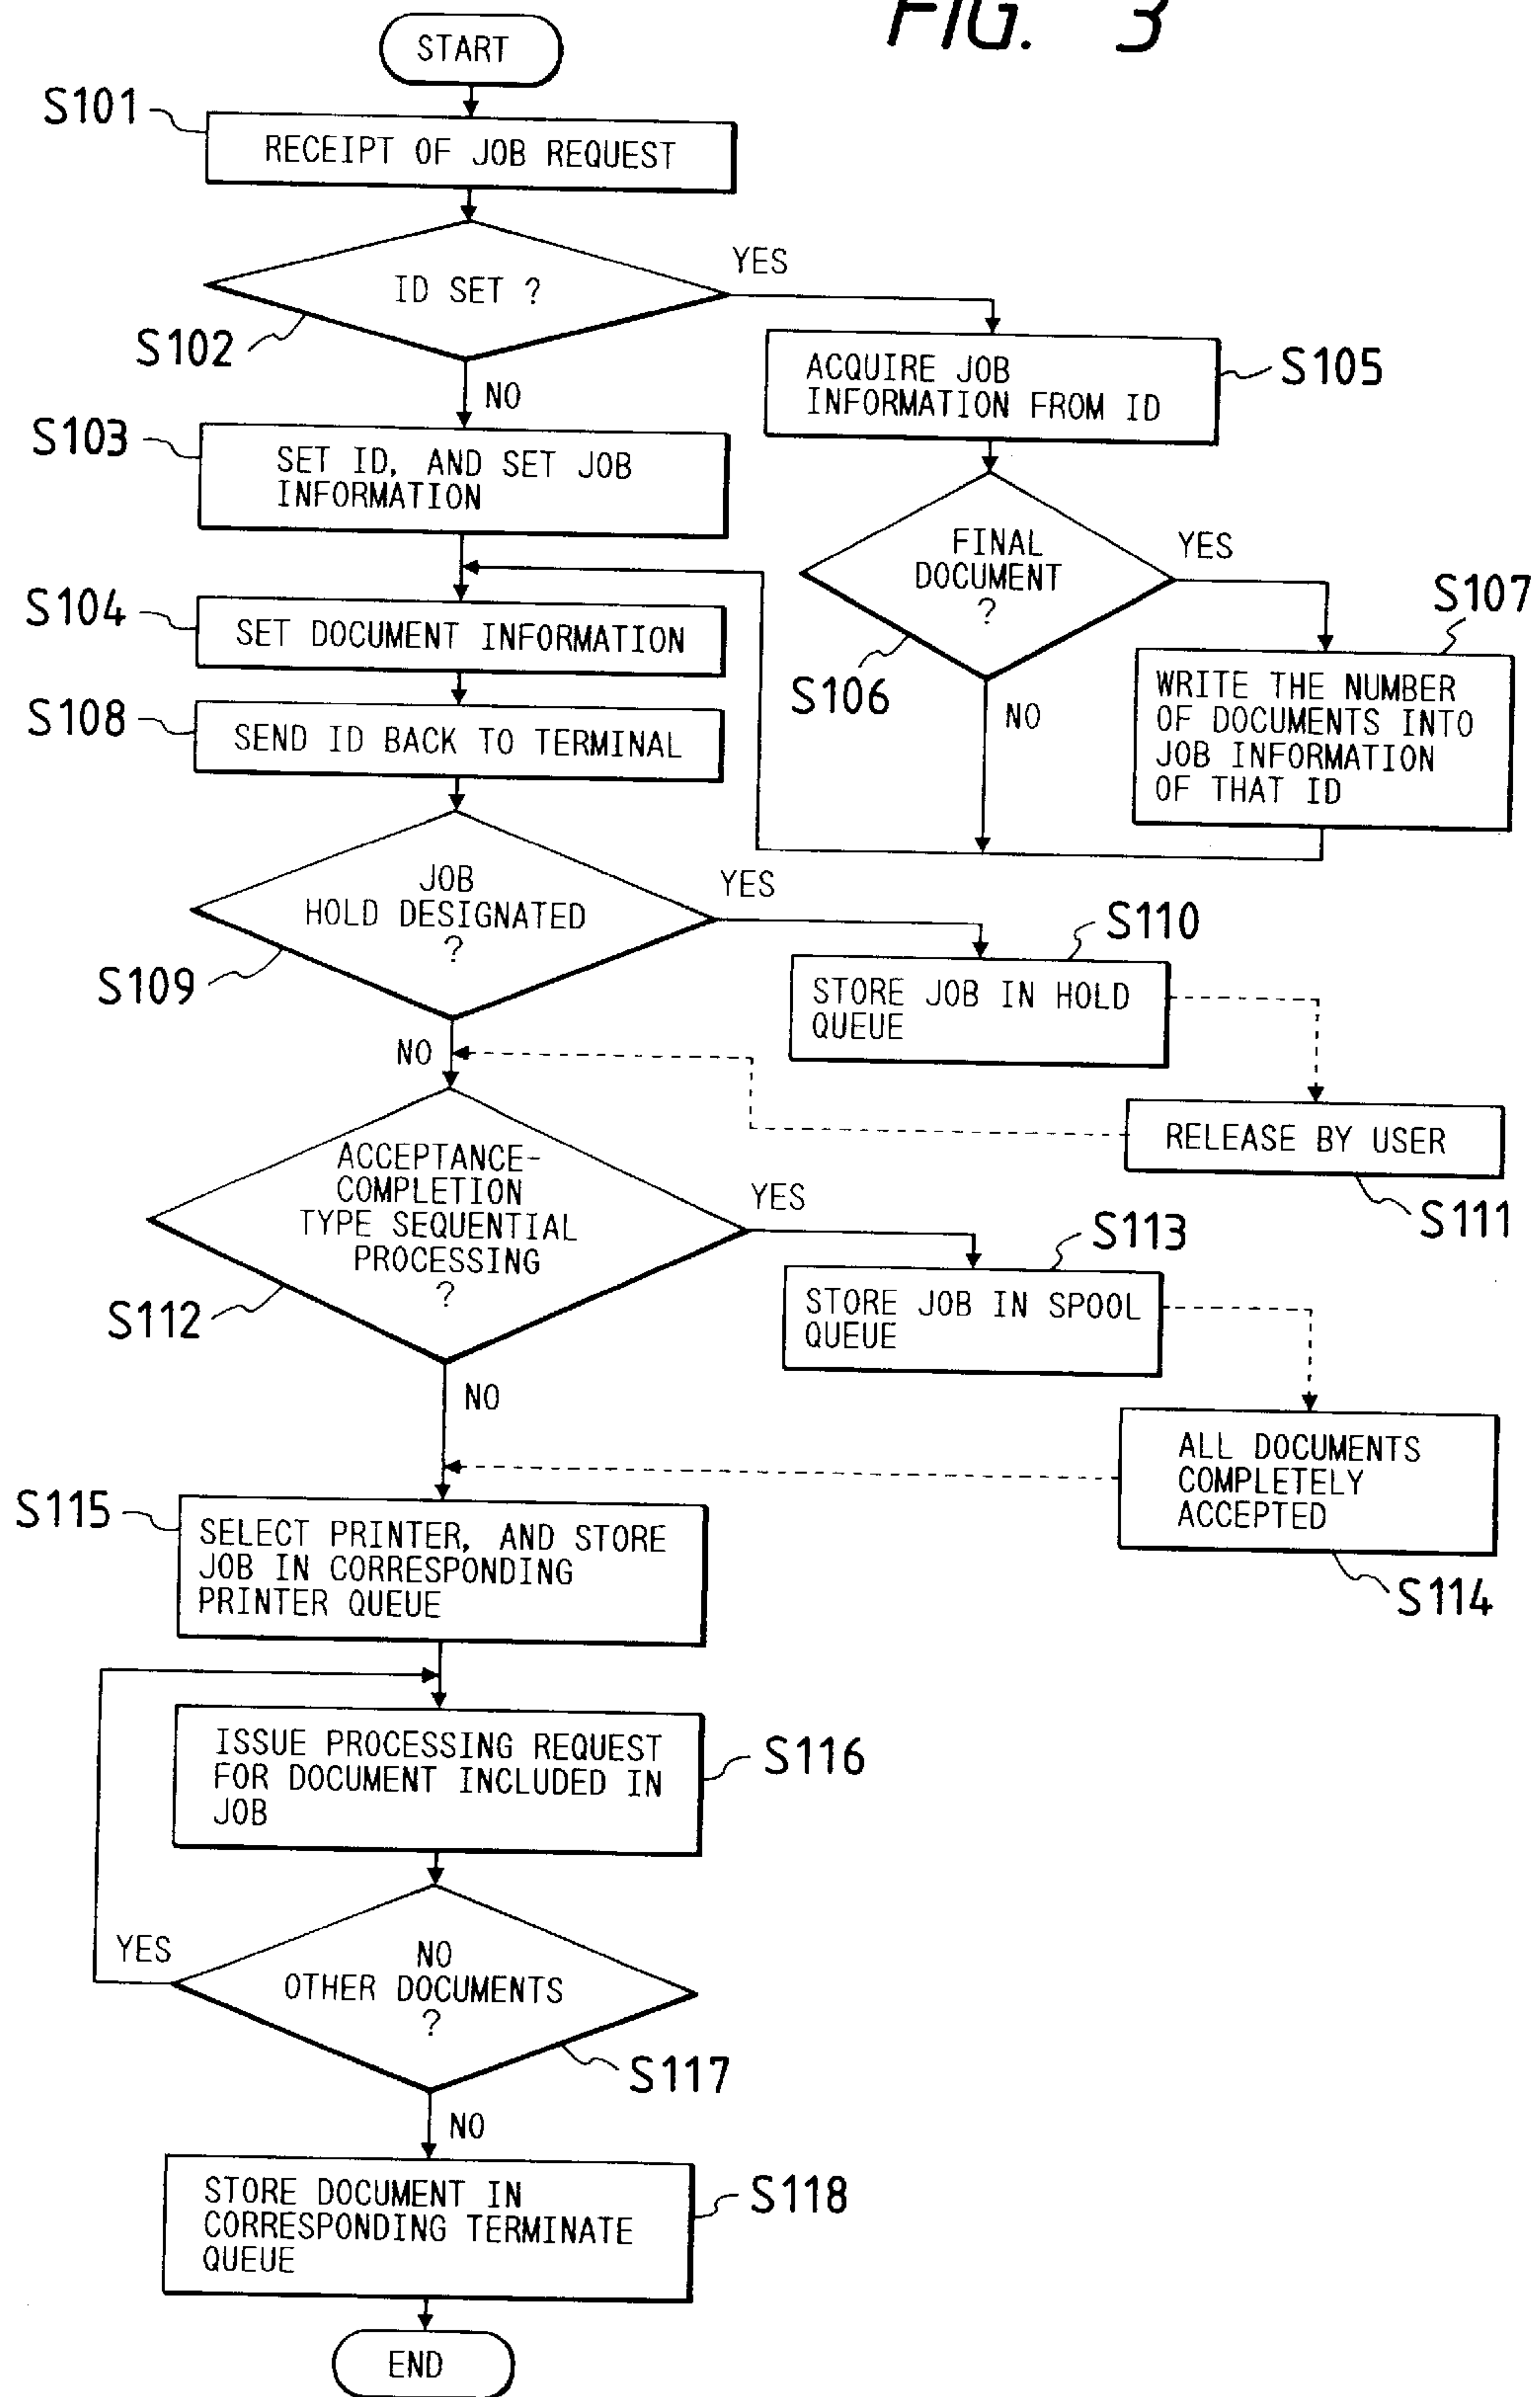 FIG. 3
START
S101
RECEIPT OF JOB REQUEST
ID SET ?
YES
S102
NO
ACQUIRE JOB
INFORMATION FROM ID
S105
S103
SET ID, AND SET JOB
INFORMATION
FINAL
DOCUMENT
?
YES
S106
NO
S107
WRITE THE NUMBER
OF DOCUMENTS INTO
JOB INFORMATION
OF THAT ID
S104
SET DOCUMENT INFORMATION
S108
SEND ID BACK TO TERMINAL
JOB
HOLD DESIGNATED
?
YES
S109
NO
S110
STORE JOB IN HOLD
QUEUE
RELEASE BY USER
S111
ACCEPTANCE-
COMPLETION
TYPE SEQUENTIAL
PROCESSING
?
YES
S112
NO
S113
STORE JOB IN SPOOL
QUEUE
ALL DOCUMENTS
COMPLETELY
ACCEPTED
S114
S115
SELECT PRINTER, AND STORE
JOB IN CORRESPONDING
PRINTER QUEUE
ISSUE PROCESSING REQUEST
FOR DOCUMENT INCLUDED IN
JOB
S116
YES
NO
OTHER DOCUMENTS
?
S117
NO
STORE DOCUMENT IN
CORRESPONDING TERMINATE
QUEUE
S118
END